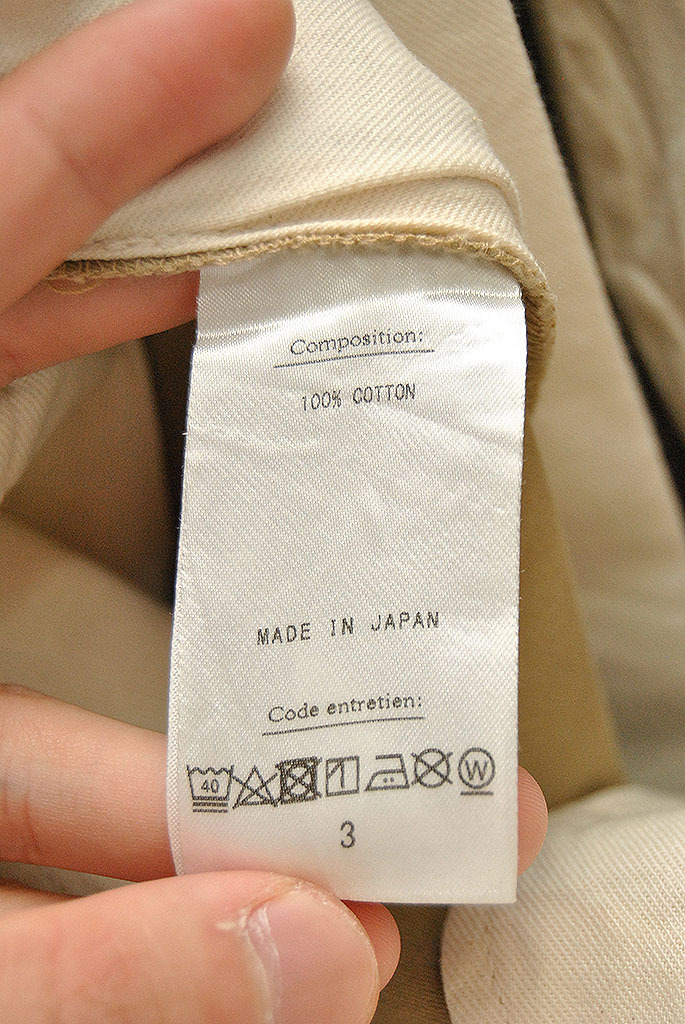 Composition:
100% COTTON
MADE IN JAPAN
Code entretien:
40 W
3